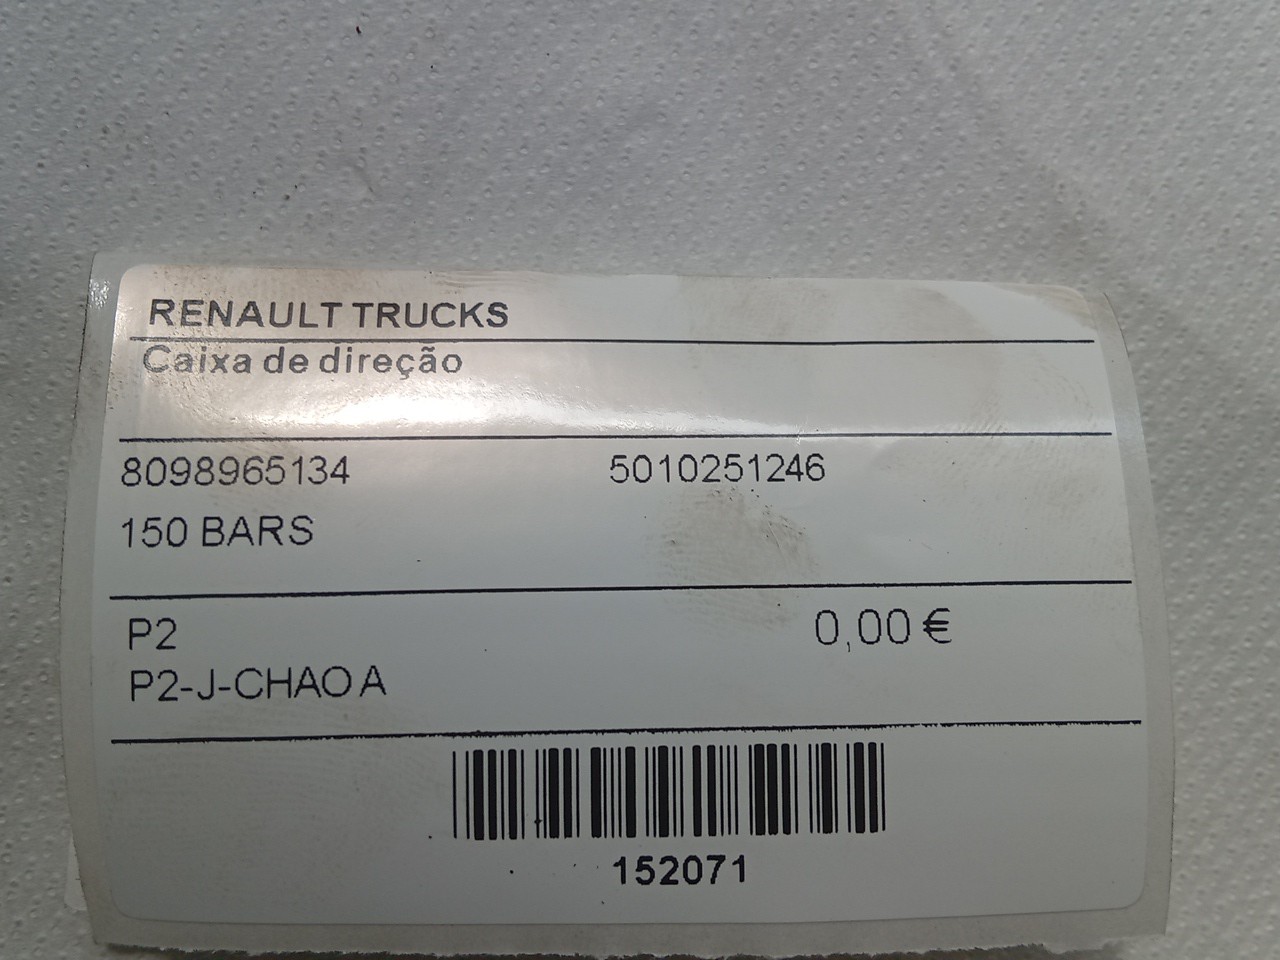 RENAULT TRUCKS
Caixa de direção
8098965134 5010251246
150 BARS
P2 0,00 €
P2-J-CHAO A
152071